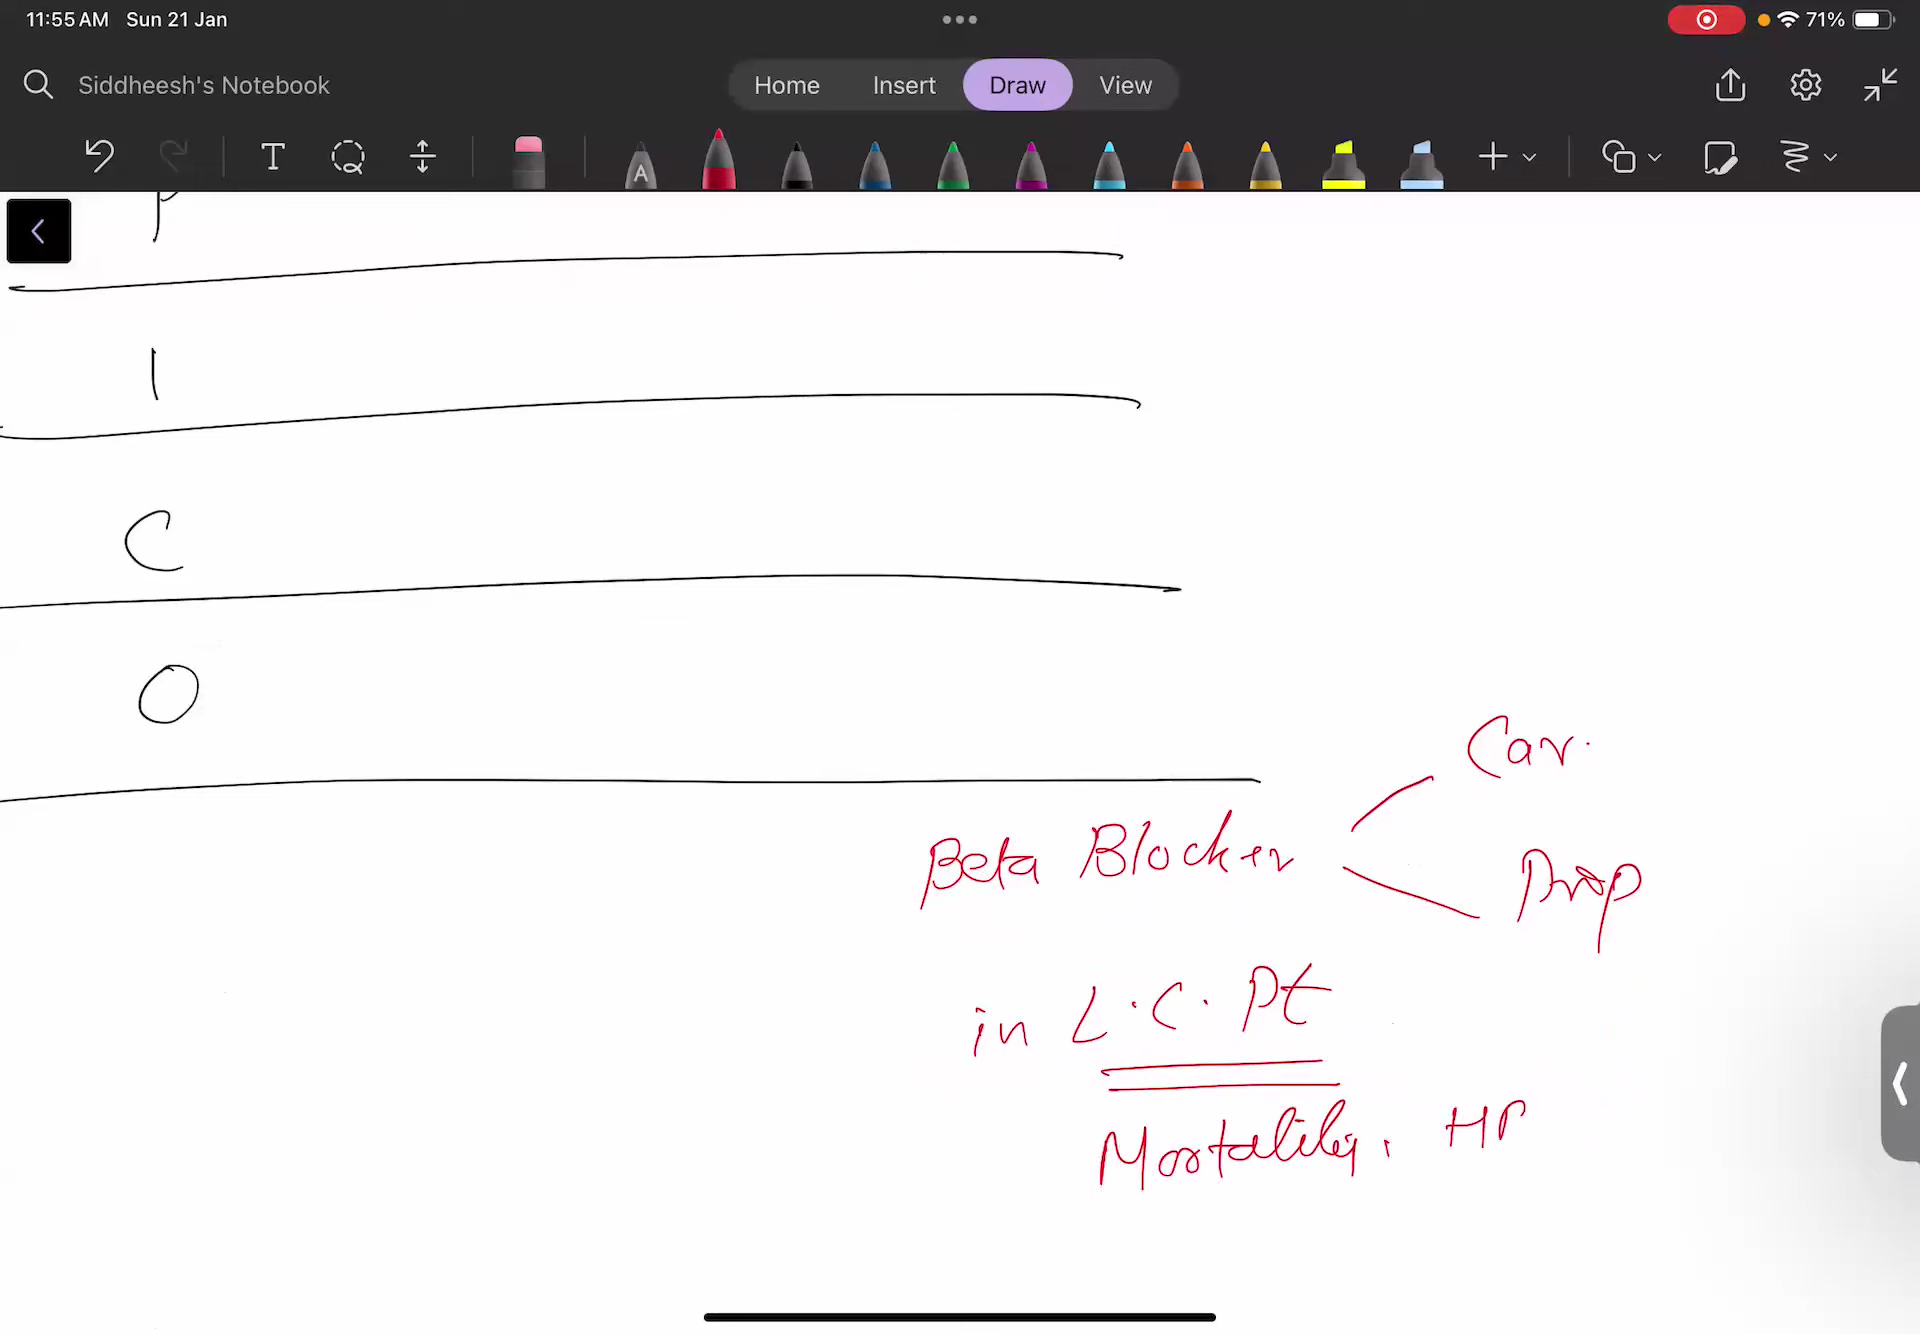 11:55 AM Sun 21 Jan 71%
Siddheesh's Notebook Home Insert Draw View
T A
P
I
C
O
Car.
Beta Blocker
Prop
in L.C. Pt
Mortality, HR